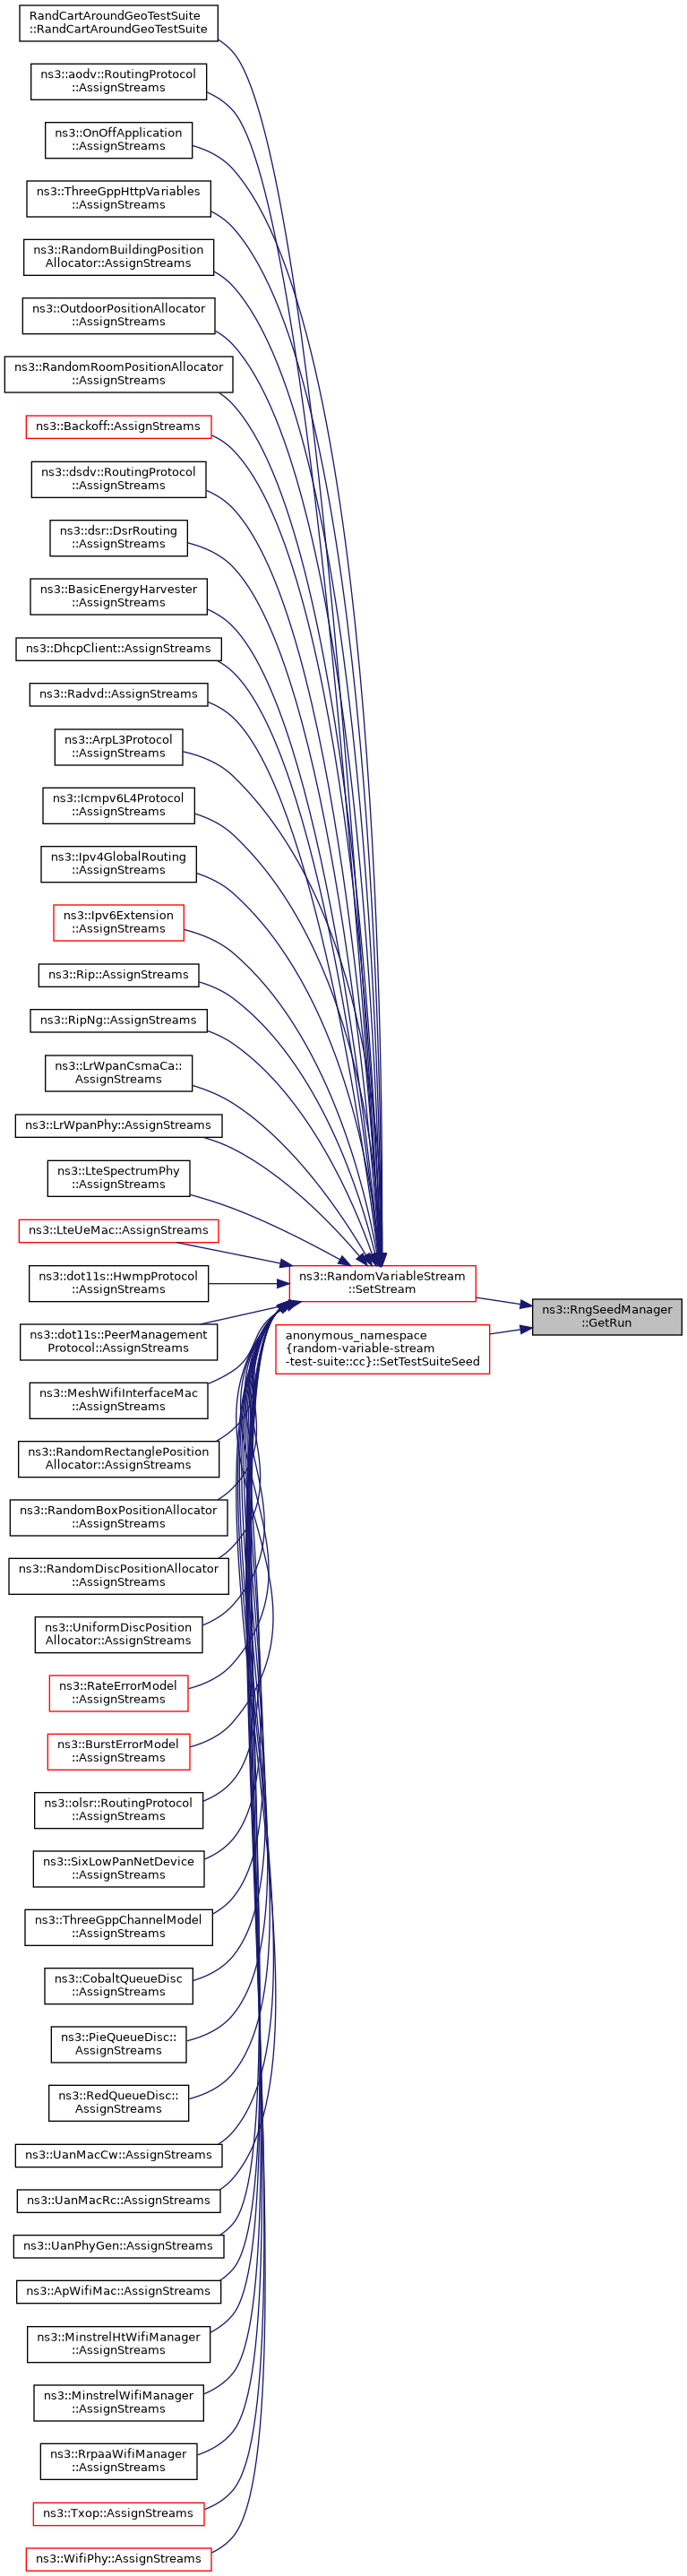 RandCartAroundGeoTestSuite
::RandCartAroundGeoTestSuite
ns3::aodv::RoutingProtocol
::AssignStreams
ns3::OnOffApplication
::AssignStreams
ns3::ThreeGppHttpVariables
::AssignStreams
ns3::RandomBuildingPosition
Allocator::AssignStreams
ns3::OutdoorPositionAllocator
::AssignStreams
ns3::RandomRoomPositionAllocator
::AssignStreams
ns3::Backoff::AssignStreams
ns3::dsdv::RoutingProtocol
::AssignStreams
ns3::dsr::DsrRouting
::AssignStreams
ns3::BasicEnergyHarvester
::AssignStreams
ns3::DhcpClient::AssignStreams
ns3::Radvd::AssignStreams
ns3::ArpL3Protocol
::AssignStreams
ns3::Icmpv6L4Protocol
::AssignStreams
ns3::Ipv4GlobalRouting
::AssignStreams
ns3::Ipv6Extension
::AssignStreams
ns3::Rip::AssignStreams
ns3::RipNg::AssignStreams
ns3::LrWpanCsmaCa::
AssignStreams
ns3::LrWpanPhy::AssignStreams
ns3::LteSpectrumPhy
::AssignStreams
ns3::LteUeMac::AssignStreams
ns3::dot11s::HwmpProtocol
::AssignStreams
ns3::RandomVariableStream
::SetStream
ns3::RngSeedManager
::GetRun
ns3::dot11s::PeerManagement
Protocol::AssignStreams
anonymous_namespace
{random-variable-stream
-test-suite::cc}::SetTestSuiteSeed
ns3::MeshWifiInterfaceMac
::AssignStreams
ns3::RandomRectanglePosition
Allocator::AssignStreams
ns3::RandomBoxPositionAllocator
::AssignStreams
ns3::RandomDiscPositionAllocator
::AssignStreams
ns3::UniformDiscPosition
Allocator::AssignStreams
ns3::RateErrorModel
::AssignStreams
ns3::BurstErrorModel
::AssignStreams
ns3::olsr::RoutingProtocol
::AssignStreams
ns3::SixLowPanNetDevice
::AssignStreams
ns3::ThreeGppChannelModel
::AssignStreams
ns3::CobaltQueueDisc
::AssignStreams
ns3::PieQueueDisc::
AssignStreams
ns3::RedQueueDisc::
AssignStreams
ns3::UanMacCw::AssignStreams
ns3::UanMacRc::AssignStreams
ns3::UanPhyGen::AssignStreams
ns3::ApWifiMac::AssignStreams
ns3::MinstrelHtWifiManager
::AssignStreams
ns3::MinstrelWifiManager
::AssignStreams
ns3::RrpaaWifiManager
::AssignStreams
ns3::Txop::AssignStreams
ns3::WifiPhy::AssignStreams